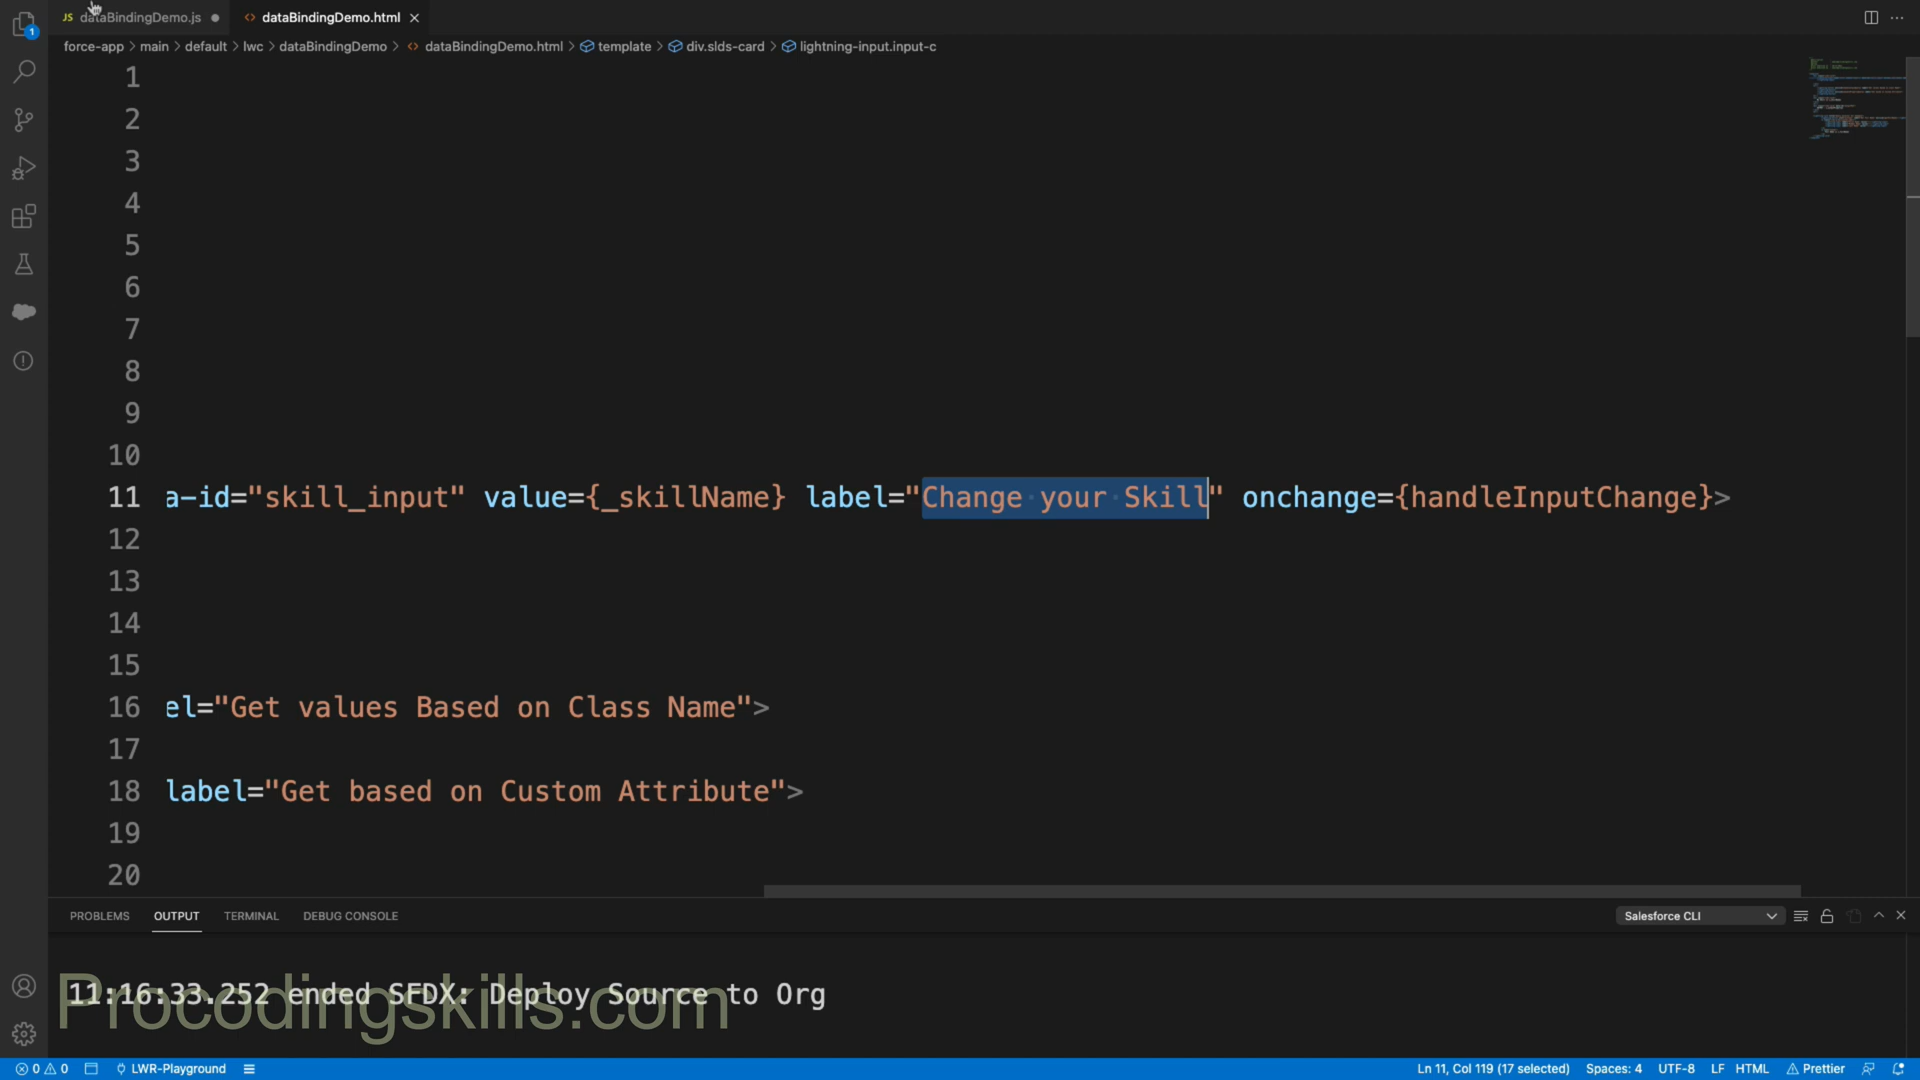 JS dataBindingDemo.js ● <> dataBindingDemo.html ×
force-app > main > default > lwc > dataBindingDemo > <> dataBindingDemo.html > template > div.slds-card > lightning-input.input-c
1
2
3
4
5
6
7
8
9
10
11 a-id="skill_input" value={_skillName} label="Change·your·Skill" onchange={handleInputChange}>
12
13
14
15
16 el="Get values Based on Class Name">
17
18 label="Get based on Custom Attribute">
19
20
PROBLEMS OUTPUT TERMINAL DEBUG CONSOLE Salesforce CLI
11:16:33.252 ended SFDX: Deploy Source to Org
Procodingskills.com
0 0 LWR-Playground Ln 11, Col 119 (17 selected) Spaces: 4 UTF-8 LF HTML Prettier